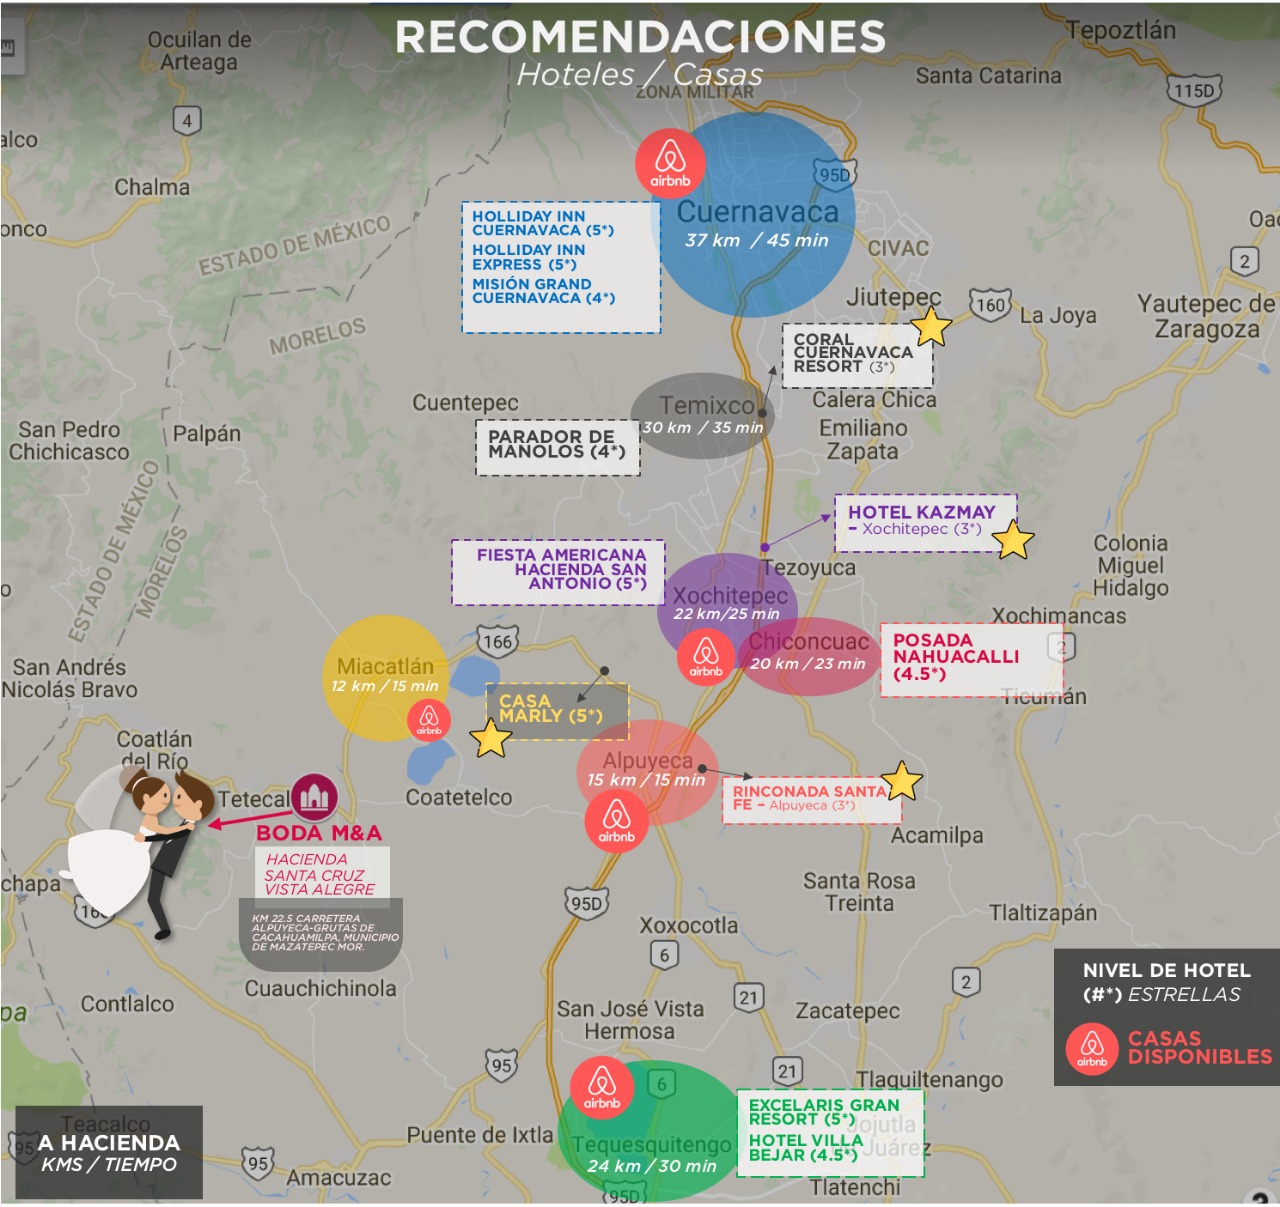 RECOMENDACIONES
Hoteles / Casas
ZONA MILITAR
Ocuilan de
Arteaga
Tepoztlán
Santa Catarina
115D
4
alco
Chalma
airbnb
95D
Cuernavaca
37 km / 45 min
HOLLIDAY INN
CUERNAVACA (5*)
HOLLIDAY INN
EXPRESS (5*)
MISIÓN GRAND
CUERNAVACA (4*)
onco
ESTADO DE MÉXICO
MORELOS
CIVAC
2
Jiutepec
160
La Joya
Yautepec de
Zaragoza
CORAL
CUERNAVACA
RESORT (3*)
Cuentepec
Temixco
30 km / 35 min
Calera Chica
Emiliano
Zapata
San Pedro
Chichicasco
Palpán
PARADOR DE
MANOLOS (4*)
ESTADO DE MÉXICO
MORELOS
HOTEL KAZMAY
– Xochitepec (3*)
FIESTA AMERICANA
HACIENDA SAN
ANTONIO (5*)
Tezoyuca
Colonia
Miguel
Hidalgo
Xochitepec
22 km/25 min
airbnb
Xochimancas
2
Chiconcuac
20 km / 23 min
POSADA
NAHUACALLI
(4.5*)
Ticumán
166
Miacatlán
12 km / 15 min
airbnb
San Andrés
Nicolás Bravo
CASA
MARLY (5*)
Coatlán
del Río
Alpuyeca
15 km / 15 min
airbnb
RINCONADA SANTA
FE – Alpuyeca (3*)
Coatetelco
Tetecal
BODA M&A
HACIENDA
SANTA CRUZ
VISTA ALEGRE
KM 22.5 CARRETERA
ALPUYECA-GRUTAS DE
CACAHUAMILPA, MUNICIPIO
DE MAZATEPEC MOR.
Acamilpa
chapa
Santa Rosa
Treinta
95D
Tlaltizapán
Xoxocotla
6
Cuauchichinola
Contlalco
pa
2
21
San José Vista
Hermosa
Zacatepec
NIVEL DE HOTEL
(#*) ESTRELLAS
airbnb
CASAS
DISPONIBLES
95
21
Tlaquiltenango
airbnb
6
EXCELARIS GRAN
RESORT (5*)
HOTEL VILLA
BEJAR (4.5*)
Jojutla
Juárez
Teacalco
95
A HACIENDA
KMS / TIEMPO
Puente de Ixtla
Tequesquitengo
24 km / 30 min
95
Amacuzac
95D
Tlatenchi